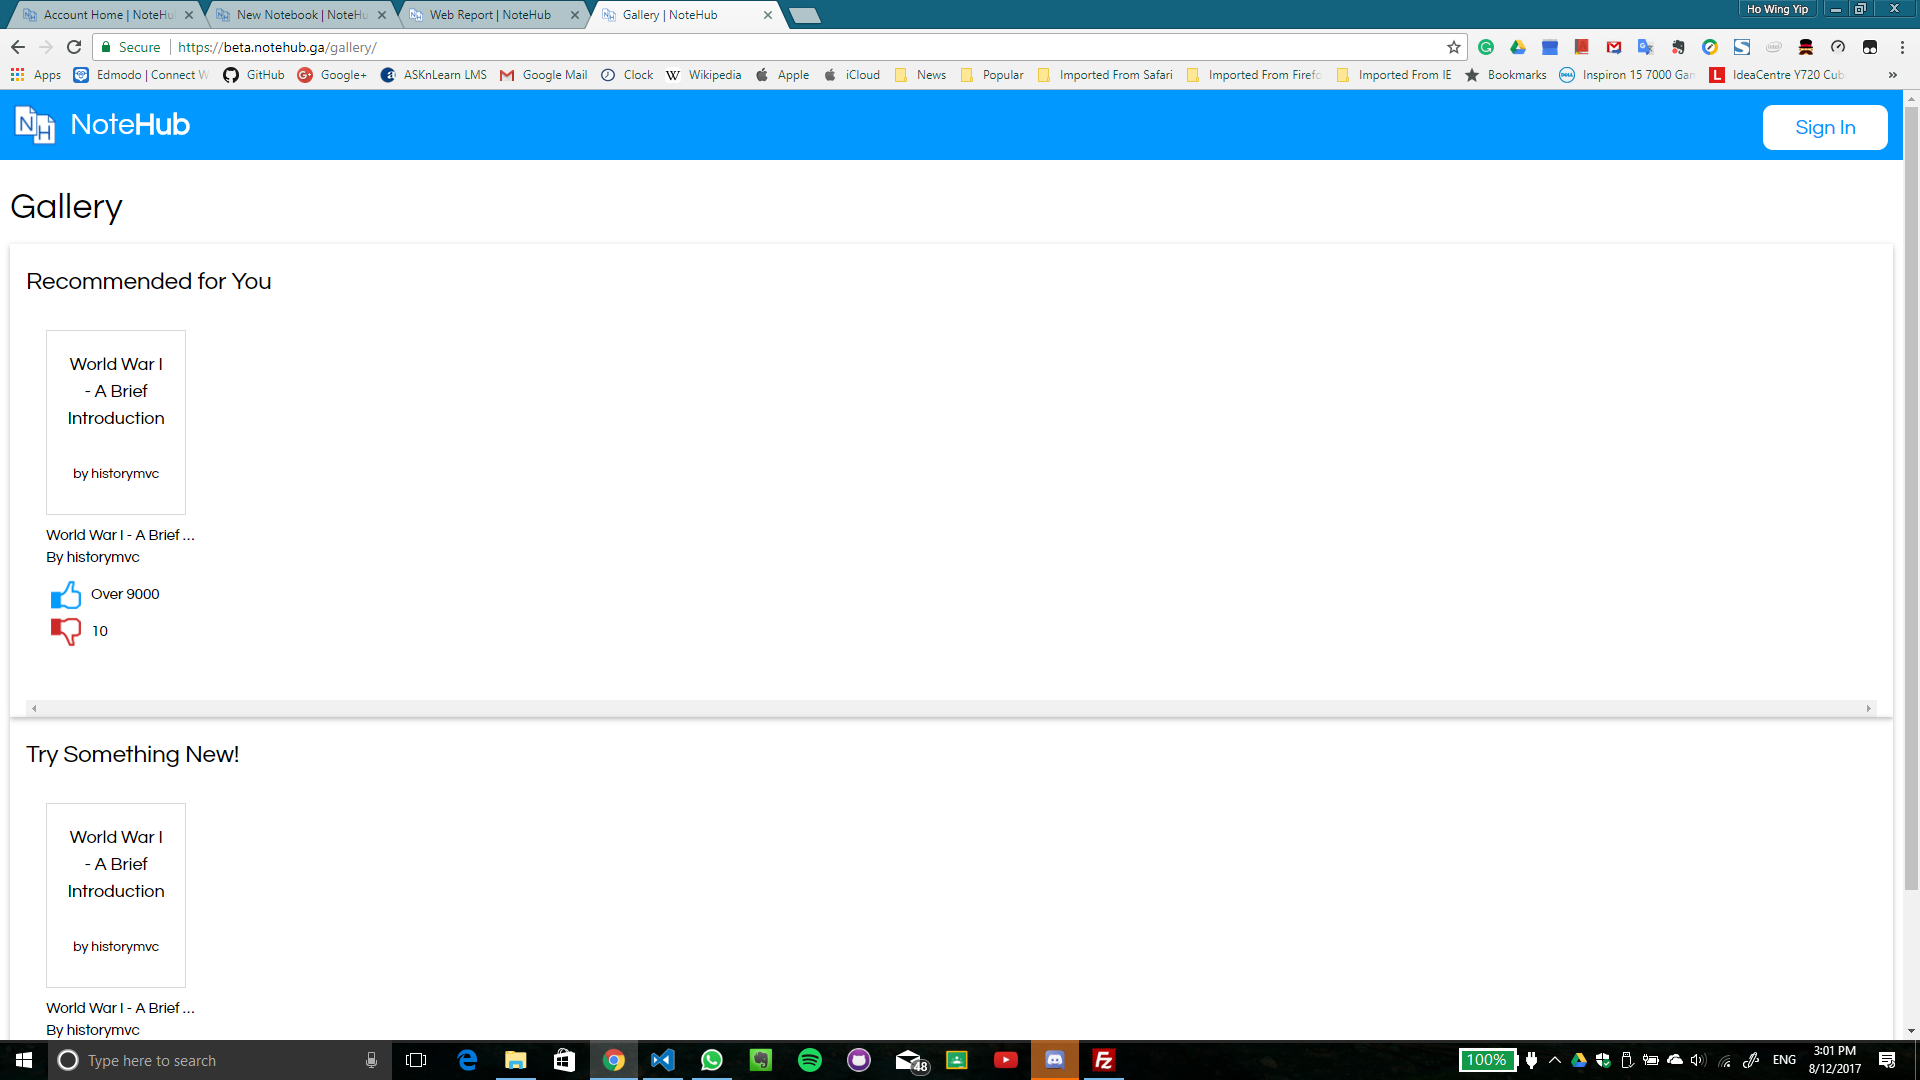 Account Home | NoteHu
New Notebook | NoteHu
Web Report | NoteHub
Gallery | NoteHub
Ho Wing Yip
Secure
https://beta.notehub.ga/gallery/
Apps
Edmodo | Connect W
GitHub
Google+
ASKnLearn LMS
Google Mail
Clock
W Wikipedia
Apple
iCloud
News
Popular
Imported From Safari
Imported From Firefo
Imported From IE
Bookmarks
Inspiron 15 7000 Gam
L IdeaCentre Y720 Cub
»
NH NoteHub
Sign In
Gallery
Recommended for You
World War I
- A Brief
Introduction
by historymvc
World War I - A Brief ...
By historymvc
Over 9000
10
Try Something New!
World War I
- A Brief
Introduction
by historymvc
World War I - A Brief ...
By historymvc
Type here to search
48
Fz
100%
ENG
3:01 PM
8/12/2017